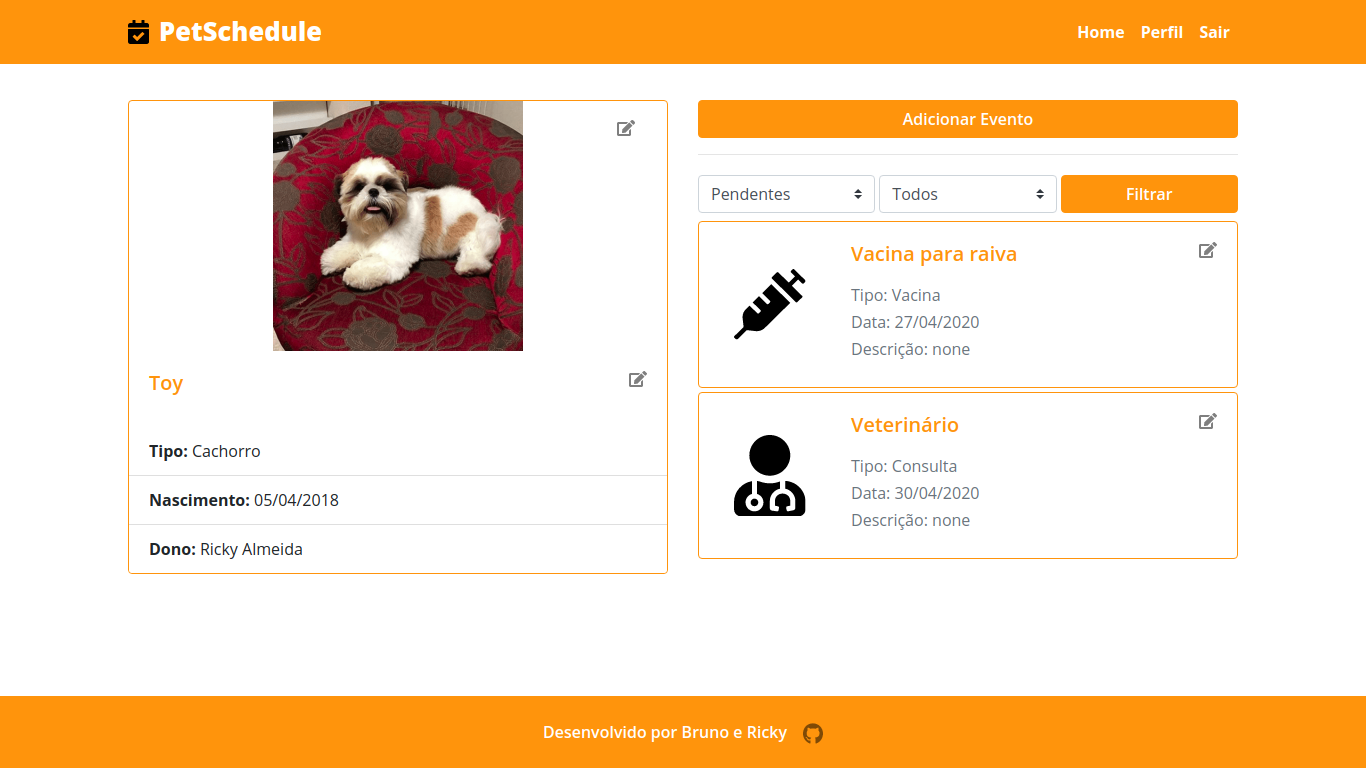 PetSchedule
Home Perfil Sair
Toy
Tipo: Cachorro
Nascimento: 05/04/2018
Dono: Ricky Almeida
Adicionar Evento
Pendentes Todos Filtrar
Vacina para raiva
Tipo: Vacina
Data: 27/04/2020
Descrição: none
Veterinário
Tipo: Consulta
Data: 30/04/2020
Descrição: none
Desenvolvido por Bruno e Ricky